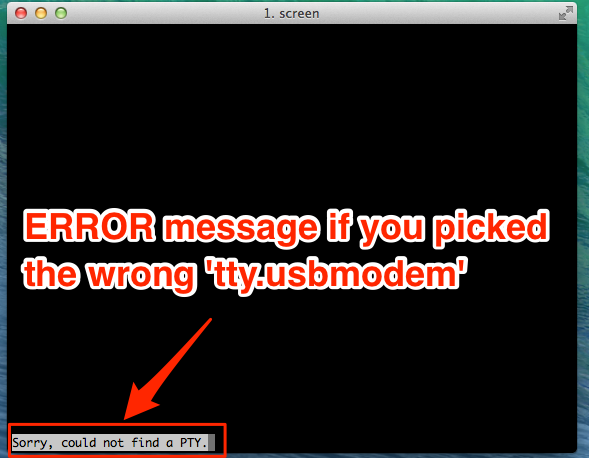 1. screen
ERROR message if you picked
the wrong 'tty.usbmodem'
Sorry, could not find a PTY.